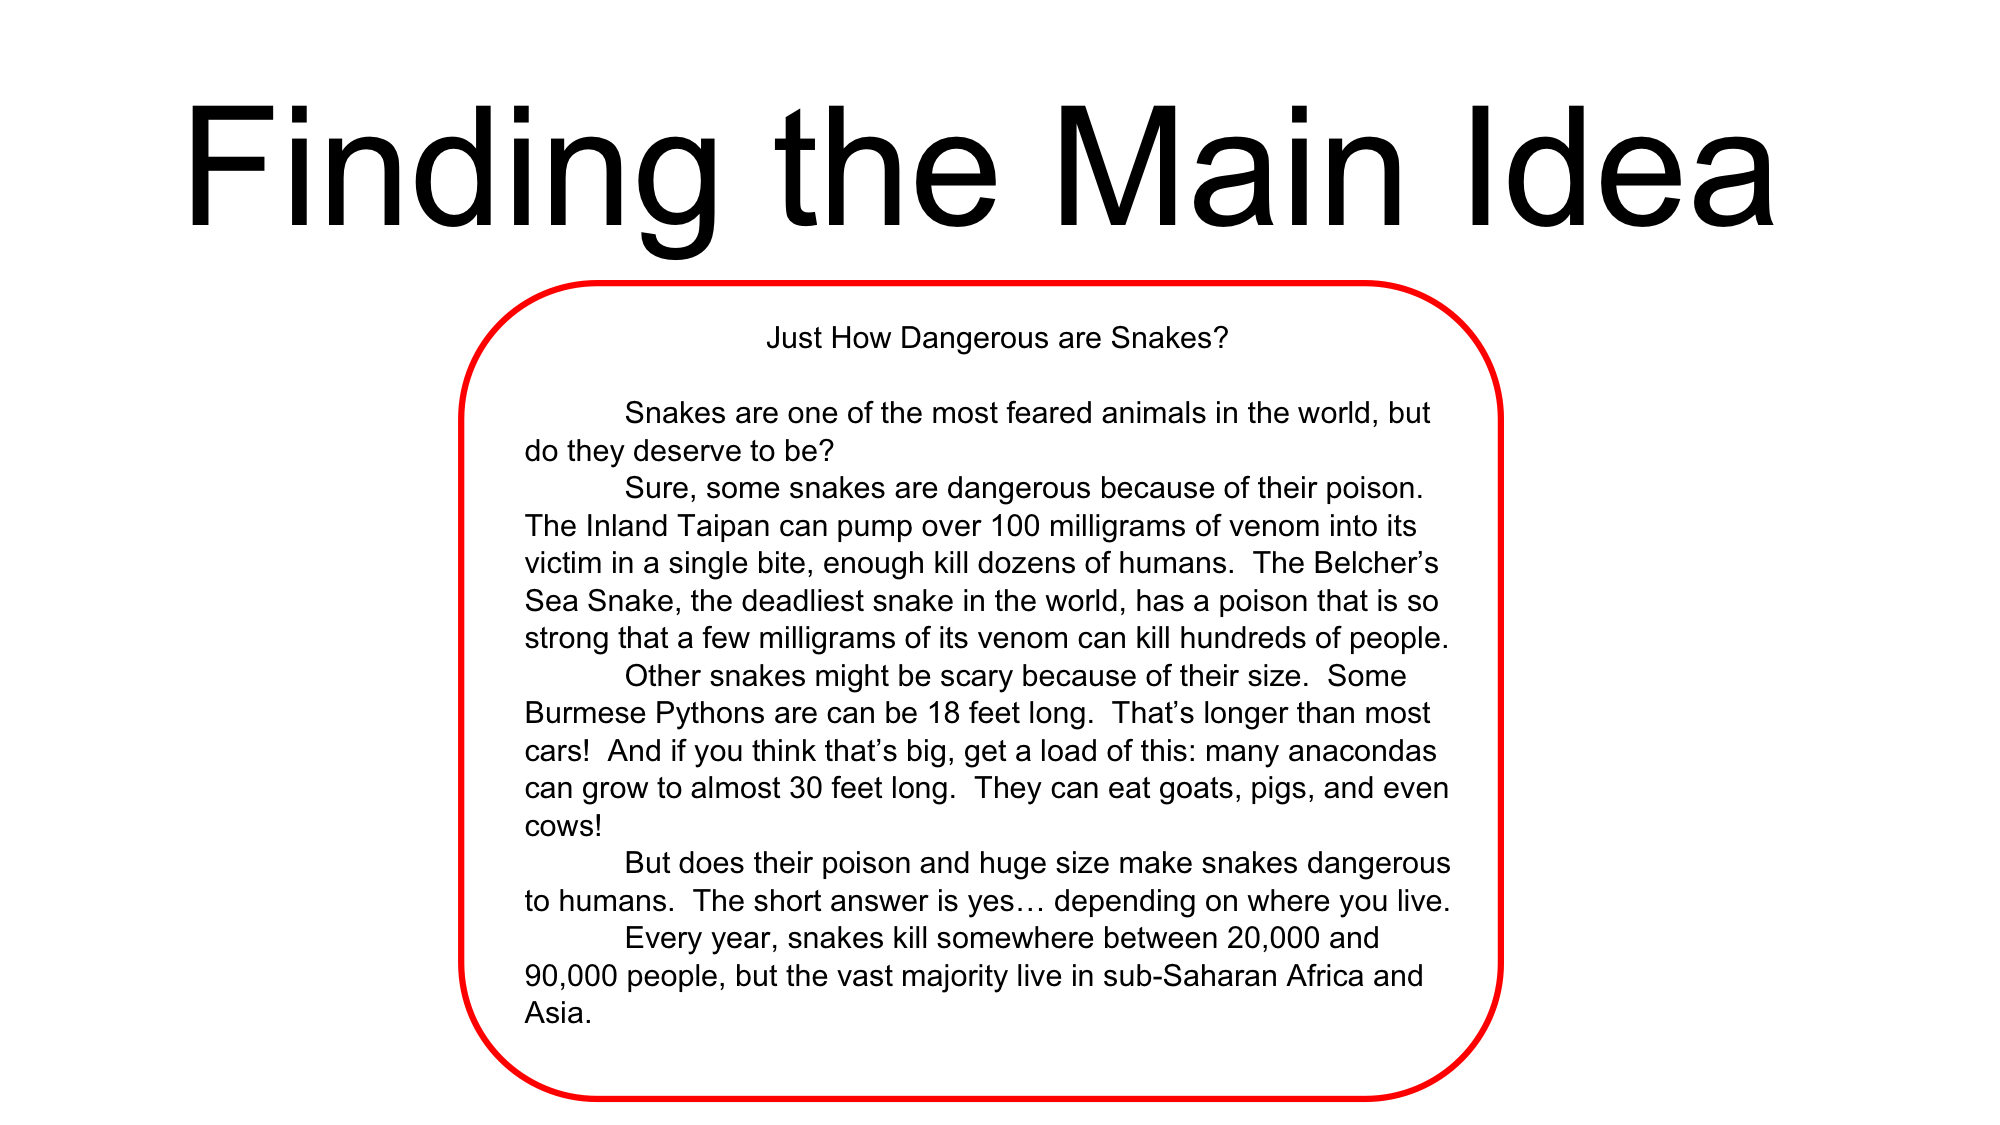 Finding the Main Idea
Just How Dangerous are Snakes?
Snakes are one of the most feared animals in the world, but
do they deserve to be?
Sure, some snakes are dangerous because of their poison.
The Inland Taipan can pump over 100 milligrams of venom into its
victim in a single bite, enough kill dozens of humans.  The Belcher’s
Sea Snake, the deadliest snake in the world, has a poison that is so
strong that a few milligrams of its venom can kill hundreds of people.
Other snakes might be scary because of their size.  Some
Burmese Pythons are can be 18 feet long.  That’s longer than most
cars!  And if you think that’s big, get a load of this: many anacondas
can grow to almost 30 feet long.  They can eat goats, pigs, and even
cows!
But does their poison and huge size make snakes dangerous
to humans.  The short answer is yes… depending on where you live.
Every year, snakes kill somewhere between 20,000 and
90,000 people, but the vast majority live in sub-Saharan Africa and
Asia.